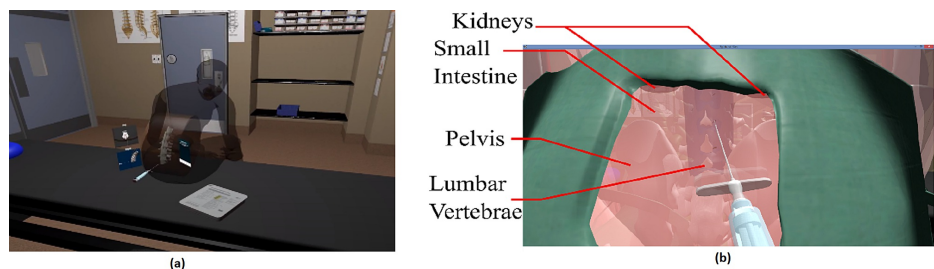 Kidneys
Small
Intestine
Pelvis
Lumbar
Vertebrae
(a)
(b)